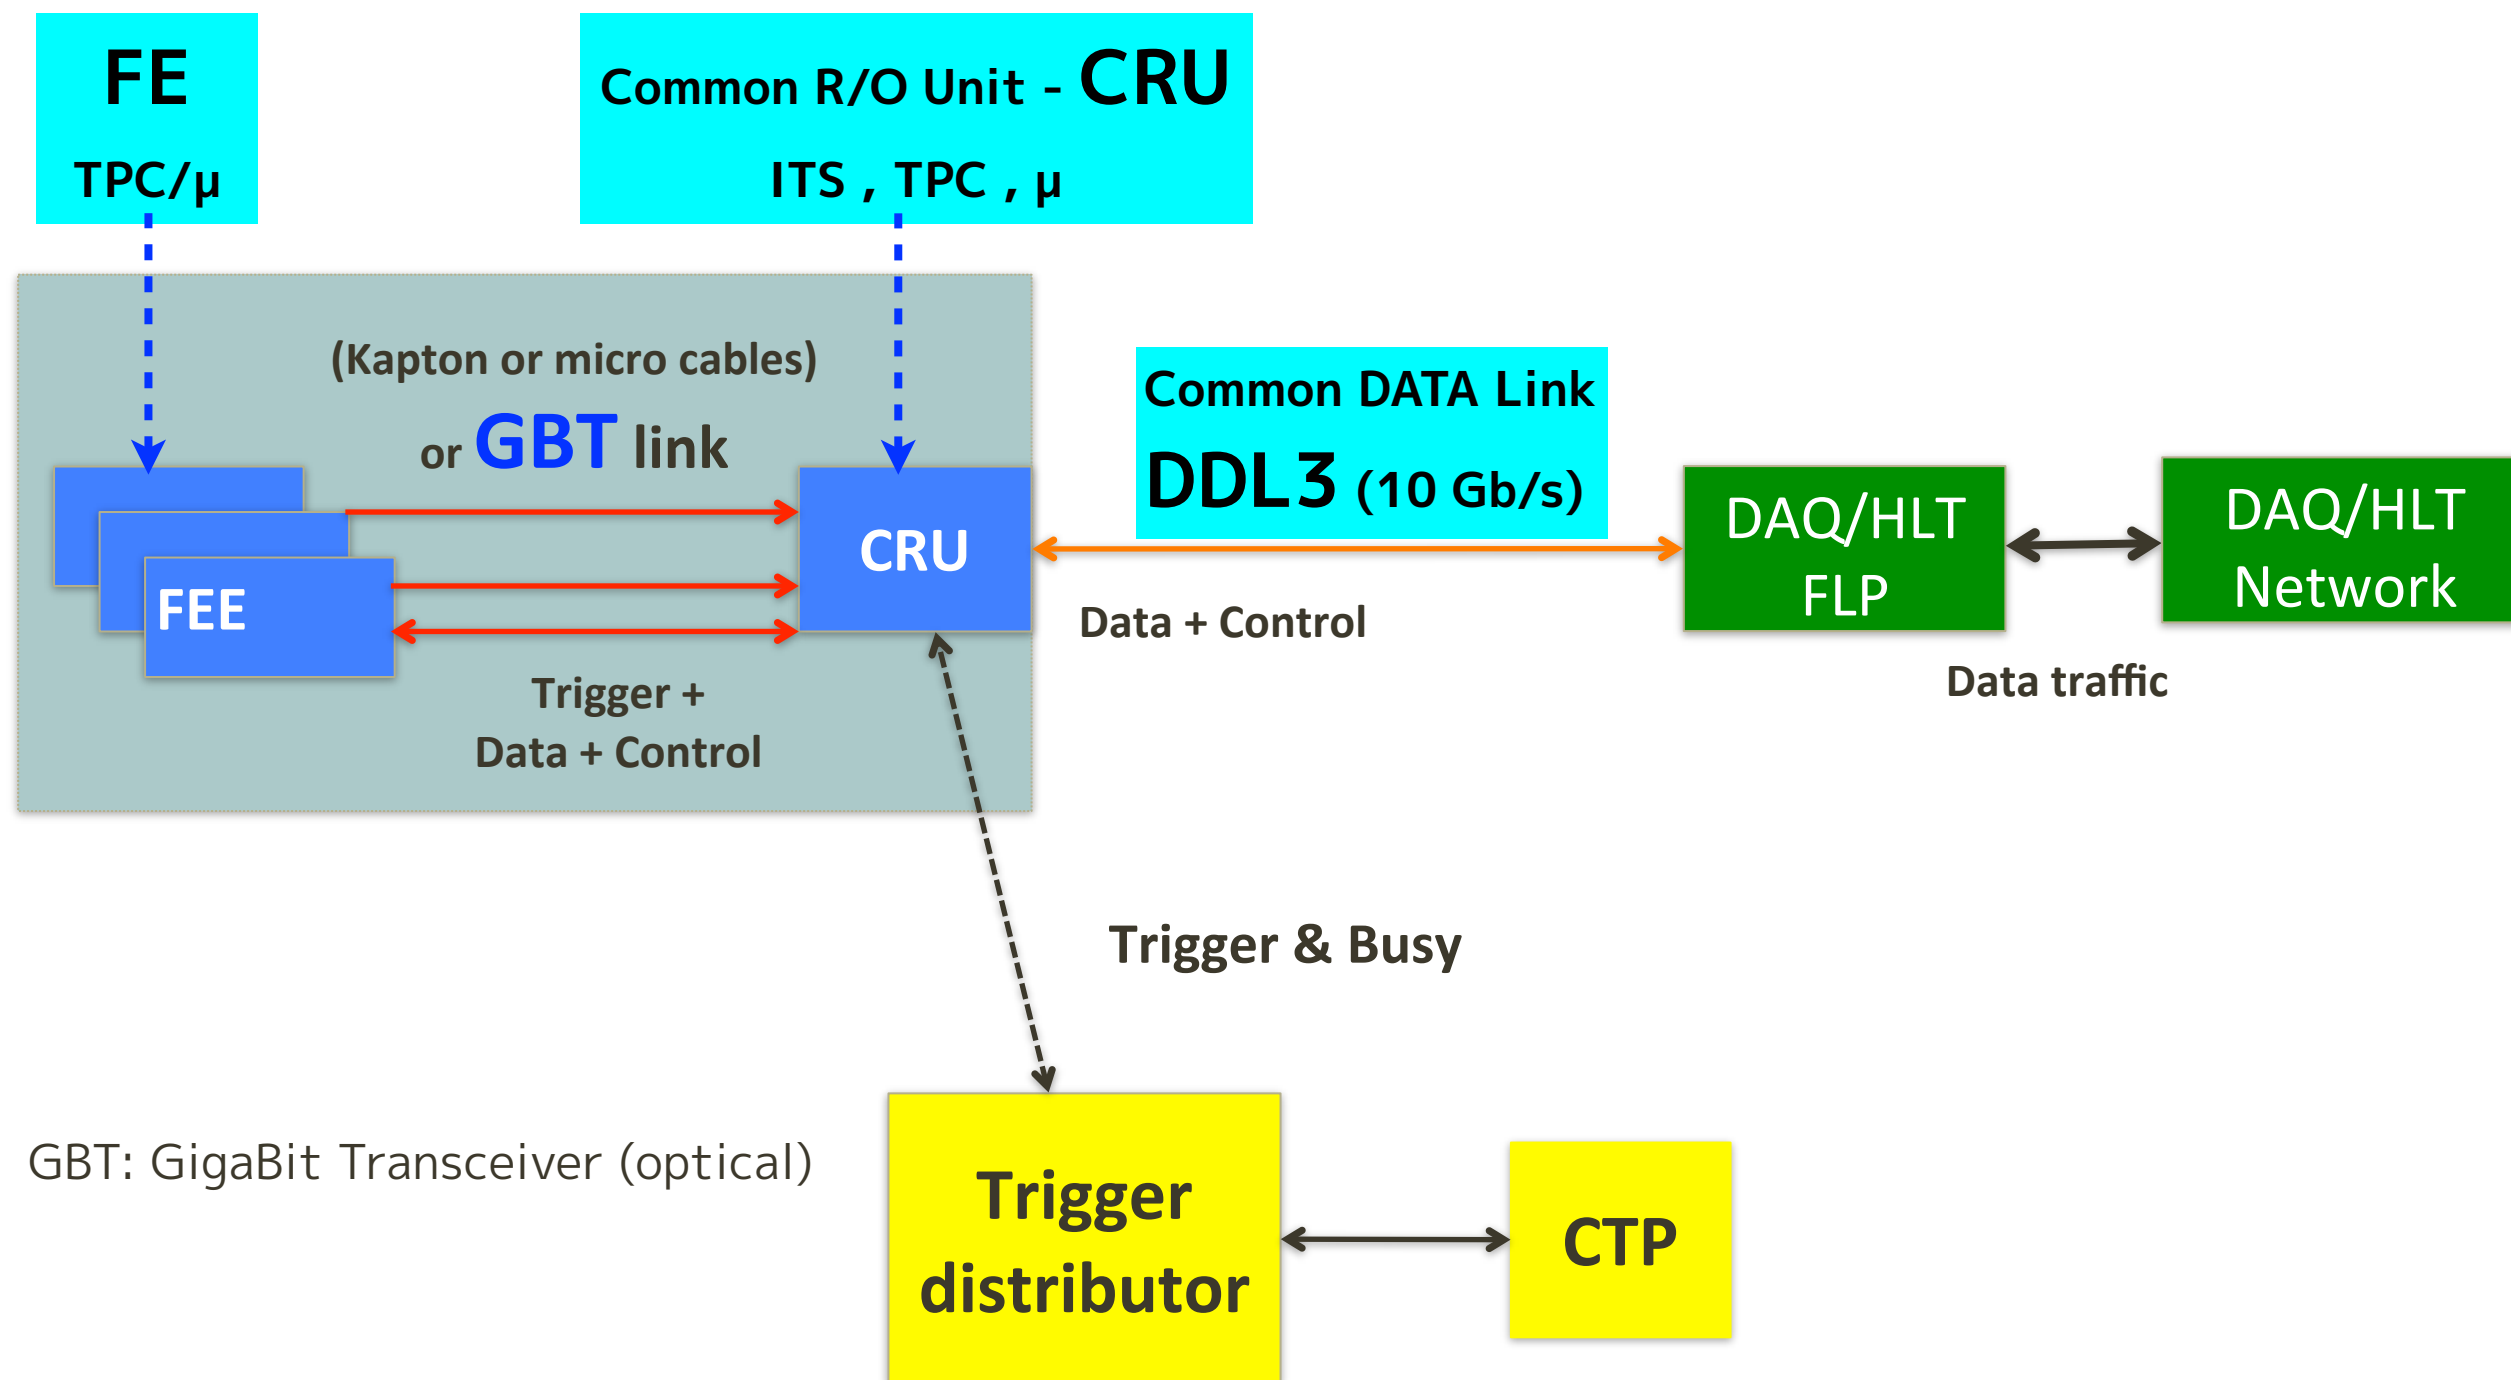 FE
TPC/μ
Common R/O Unit - CRU
ITS , TPC , μ
(Kapton or micro cables)
or GBT link
FEE
CRU
Trigger +
Data + Control
Common DATA Link
DDL3 (10 Gb/s)
Data + Control
DAQ/HLT
FLP
DAQ/HLT
Network
Data traffic
Trigger & Busy
GBT: GigaBit Transceiver (optical)
Trigger
distributor
CTP